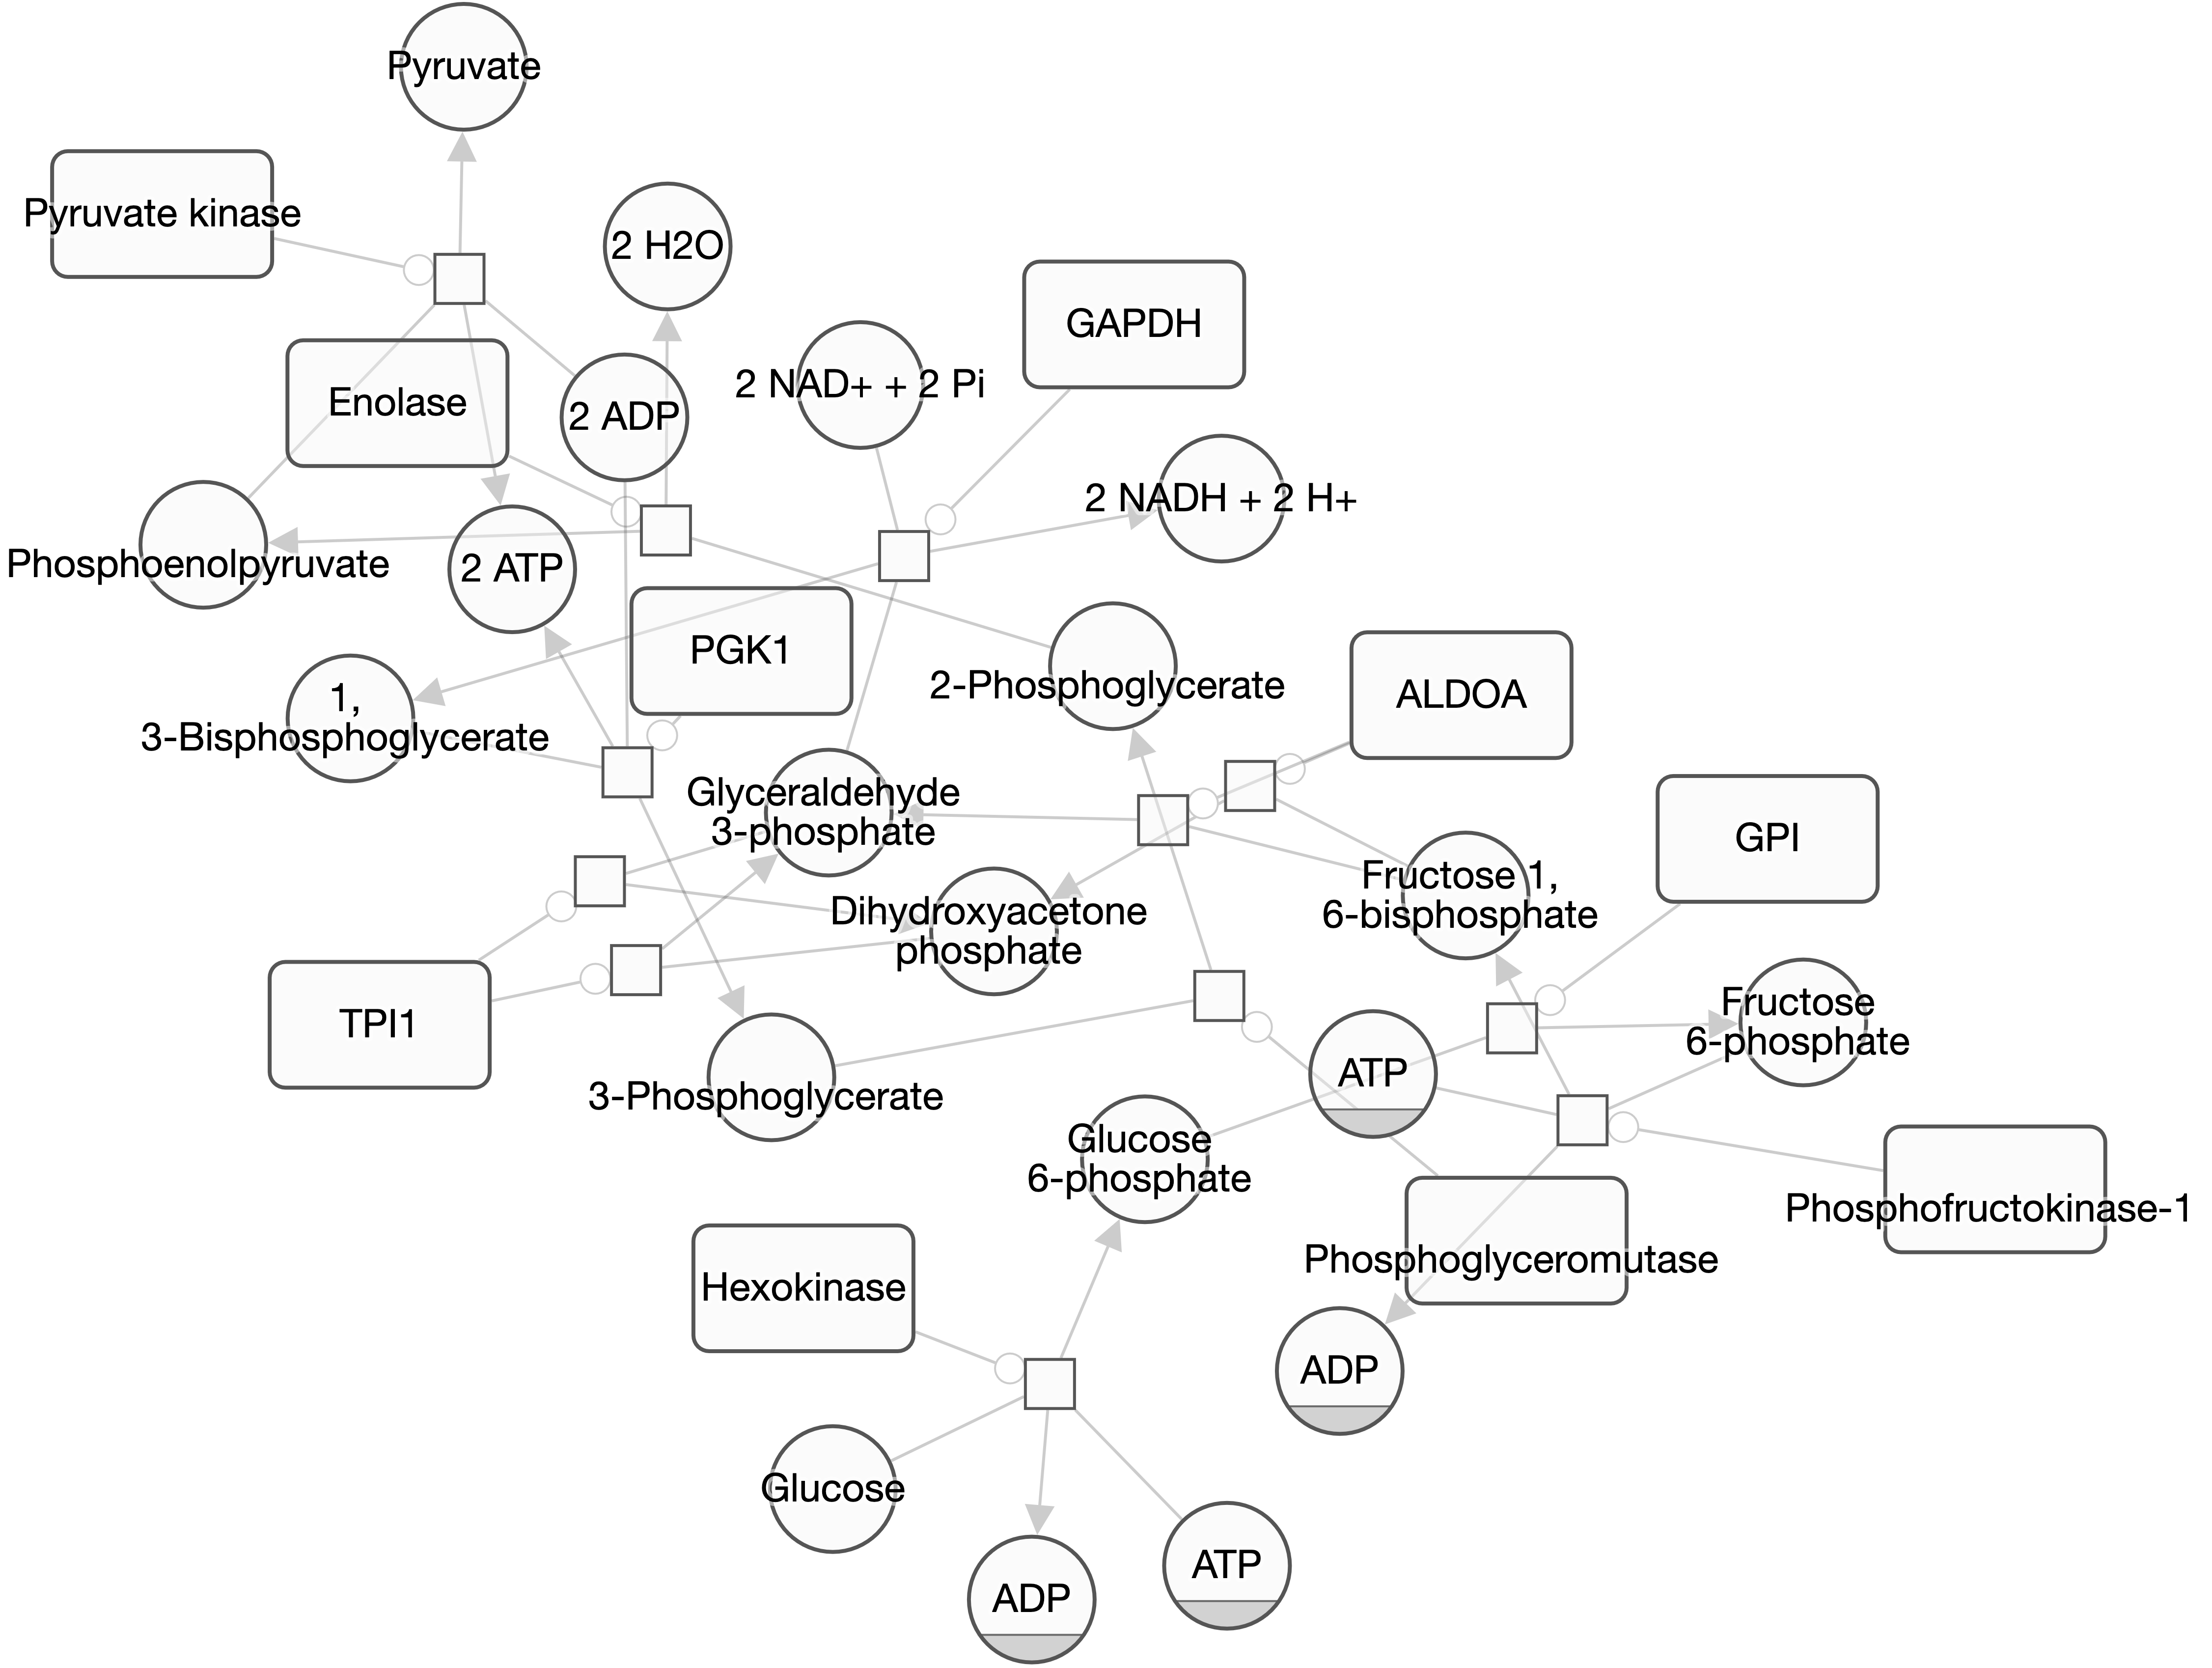 Pyruvate
Pyruvate kinase
2 H2O
GAPDH
2 NAD+ + 2 Pi
Enolase
2 ADP
2 NADH + 2 H+
Phosphoenolpyruvate
2 ATP
PGK1
2-Phosphoglycerate
ALDOA
1,
3-Bisphosphoglycerate
Glyceraldehyde
3-phosphate
GPI
Fructose 1,
6-bisphosphate
Dihydroxyacetone
phosphate
TPI1
Fructose
6-phosphate
ATP
3-Phosphoglycerate
Glucose
6-phosphate
Phosphofructokinase-1
Phosphoglyceromutase
Hexokinase
ADP
Glucose
ATP
ADP